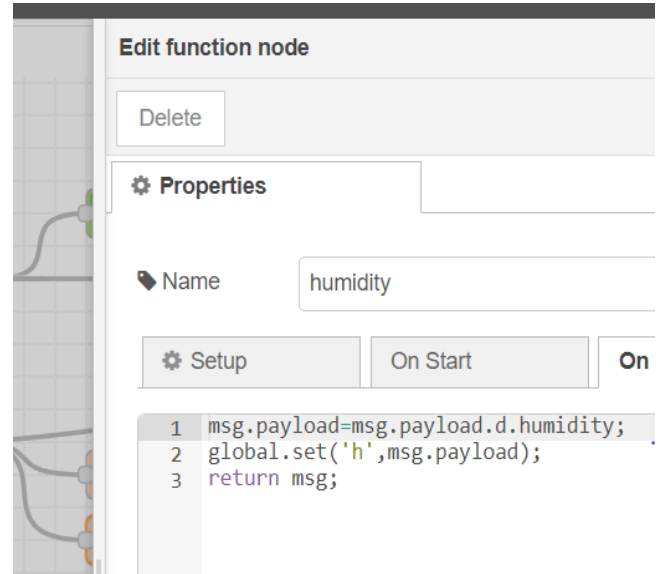 Edit function node
Delete
Properties
Name humidity
Setup On Start On
1 msg.payload=msg.payload.d.humidity;
2 global.set('h',msg.payload);
3 return msg;